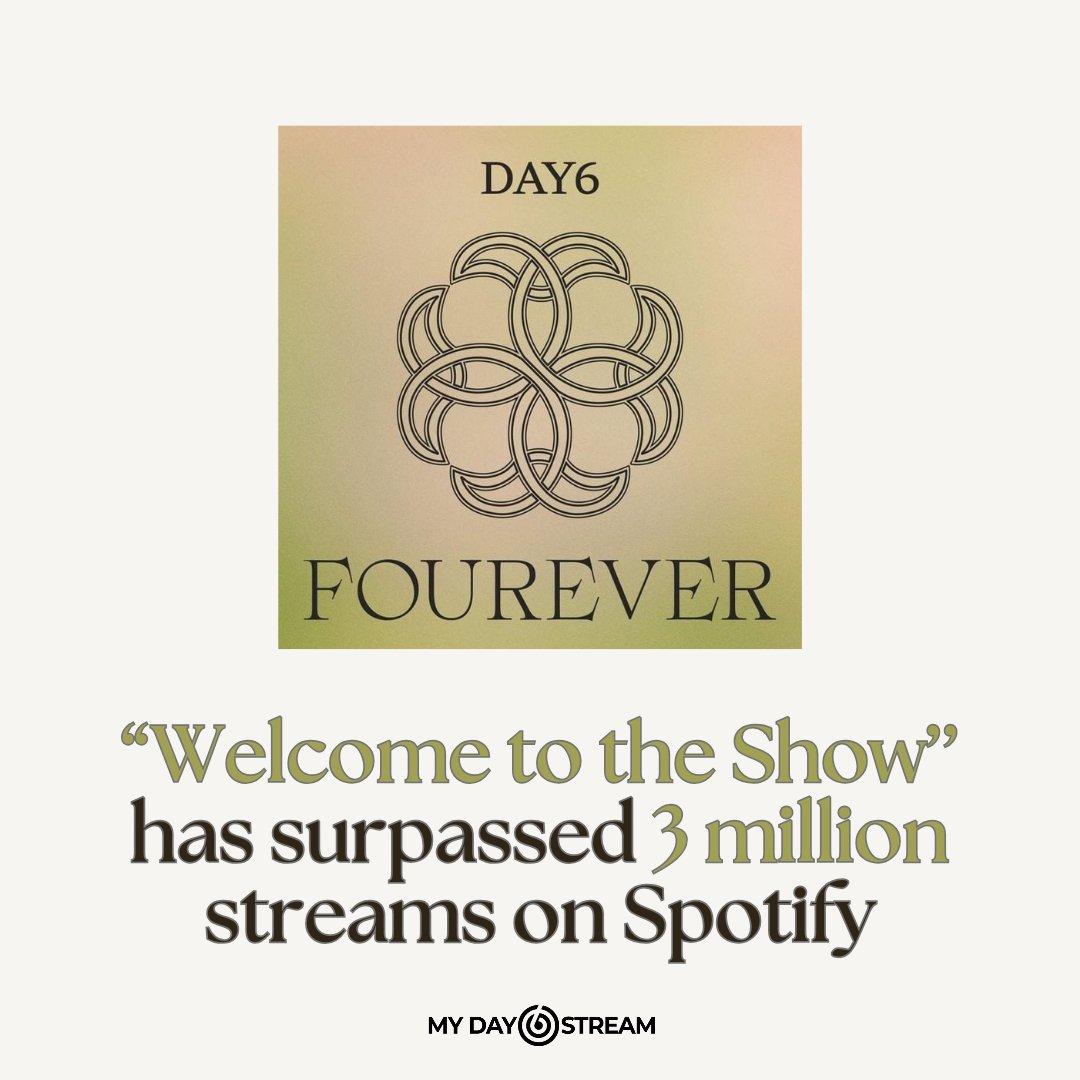 DAY6
FOUREVER
“Welcome to the Show”
has surpassed 3 million
streams on Spotify
MY DAY 6 STREAM